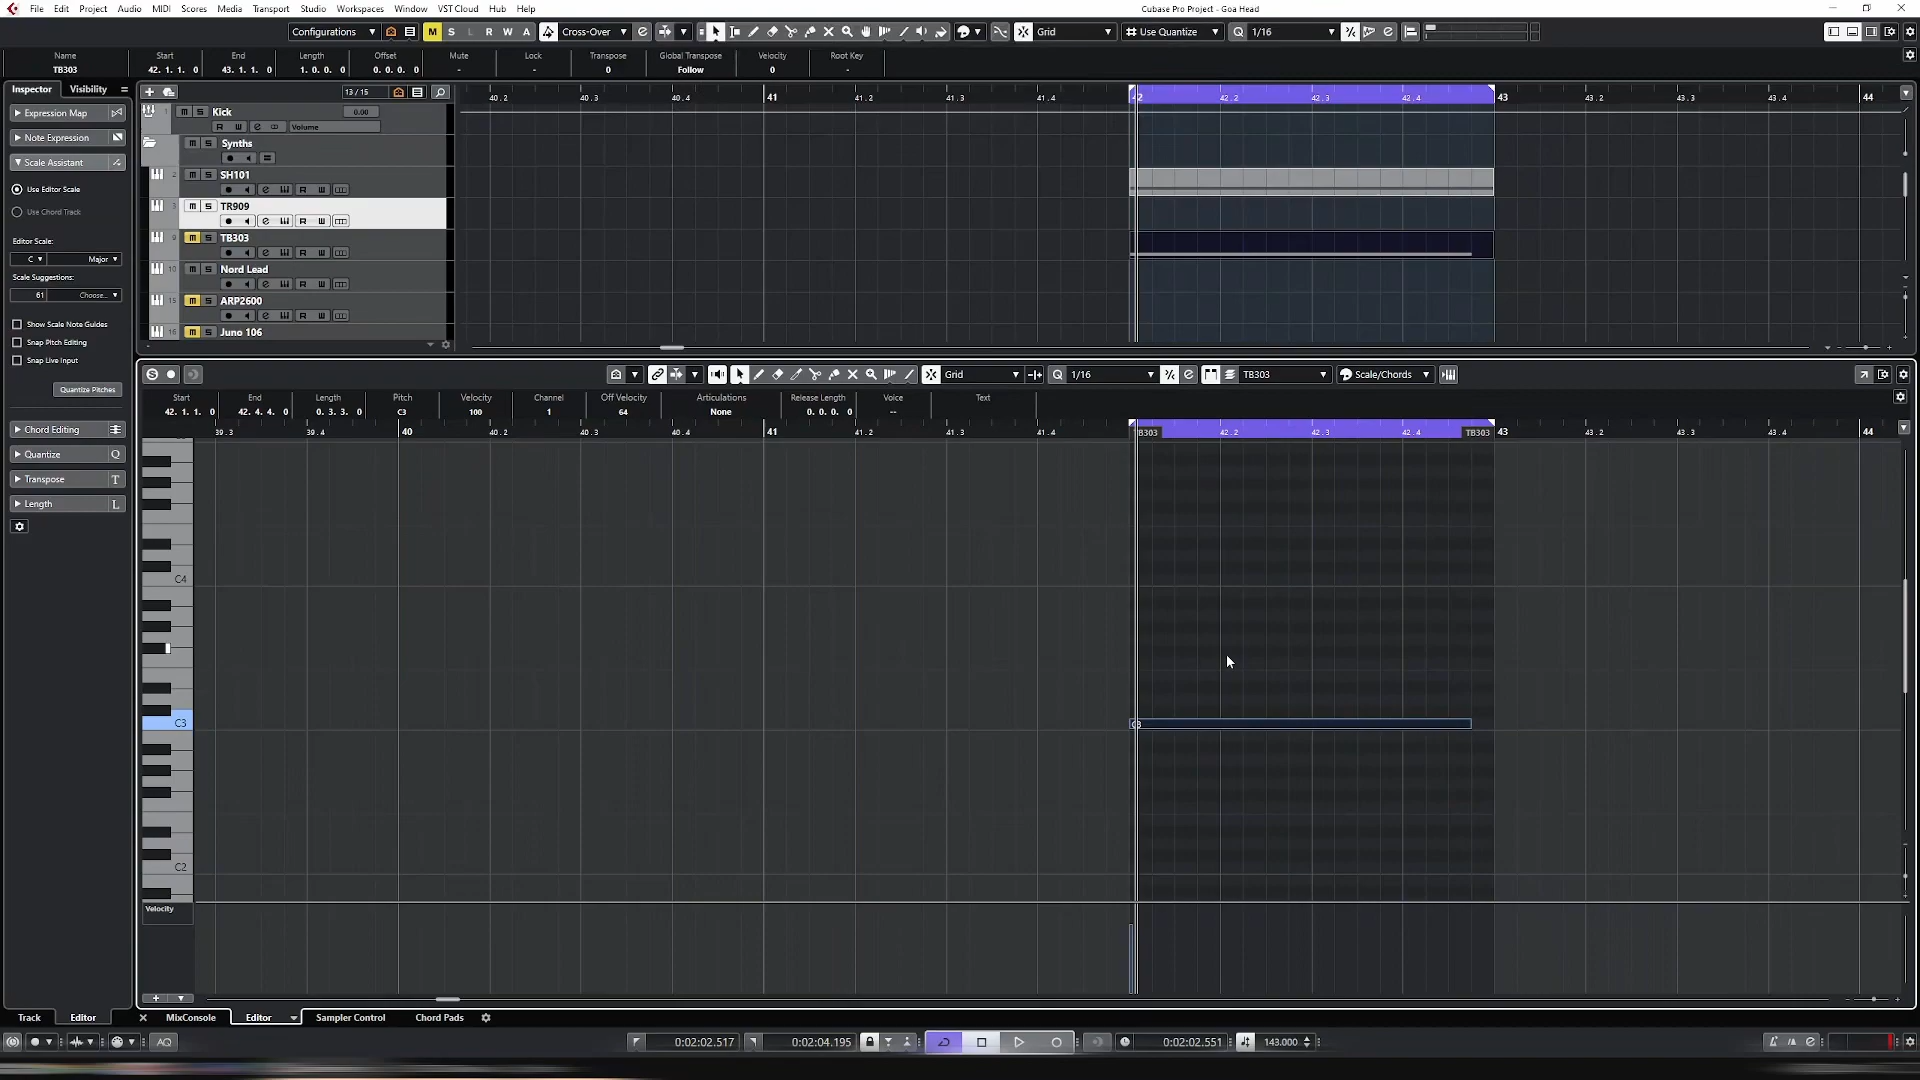 File Edit Project Audio MIDI Scores Media Transport Studio Workspaces Window VST Cloud Hub Help
Cubase Pro Project - Goa Head
Configurations M S L R W A Cross-Over Grid Use Quantize 1/16
Name Start End Length Offset Mute Lock Transpose Global Transpose Velocity Root Key
TB303 42. 1. 1. 0 43. 1. 1. 0 1. 0. 0. 0 0. 0. 0. 0 - - 0 Follow 0 -
Inspector Visibility
13 / 15
40.2 40.3 40.4 41 41.2 41.3 41.4 42.2 42.3 42.4 43 43.2 43.3 43.4 44
Expression Map
Note Expression
Scale Assistant
Use Editor Scale
Use Chord Track
Editor Scale:
C Major
Scale Suggestions:
61 Choose...
Show Scale Note Guides
Snap Pitch Editing
Snap Live Input
Quantize Pitches
Chord Editing
Quantize Q
Transpose T
Length L
1 m S Kick 0.00
R W e Volume
m S Synths
2 m S SH101
e R W
3 m S TR909
e R W
9 m S TB303
e R W
10 m S Nord Lead
e R W
15 m S ARP2600
e R W
16 m S Juno 106
S Grid 1/16 TB303 Scale/Chords
Start End Length Pitch Velocity Channel Off Velocity Articulations Release Length Voice Text
42. 1. 1. 0 42. 4. 4. 0 0. 3. 3. 0 C3 100 1 64 None 0. 0. 0. 0 --
39.3 39.4 40 40.2 40.3 40.4 41 41.2 41.3 41.4 TB303 42.2 42.3 42.4 TB303 43 43.2 43.3 43.4 44
C4
C3
C2
Velocity
Track Editor MixConsole Editor Sampler Control Chord Pads
AQ 0:02:02.517 0:02:04.195 0:02:02.551 143.000